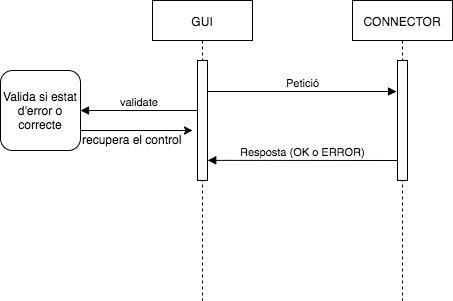 GUI
CONNECTOR
Petició
Valida si estat
d'error o
correcte
validate
recupera el control
Resposta (OK o ERROR)